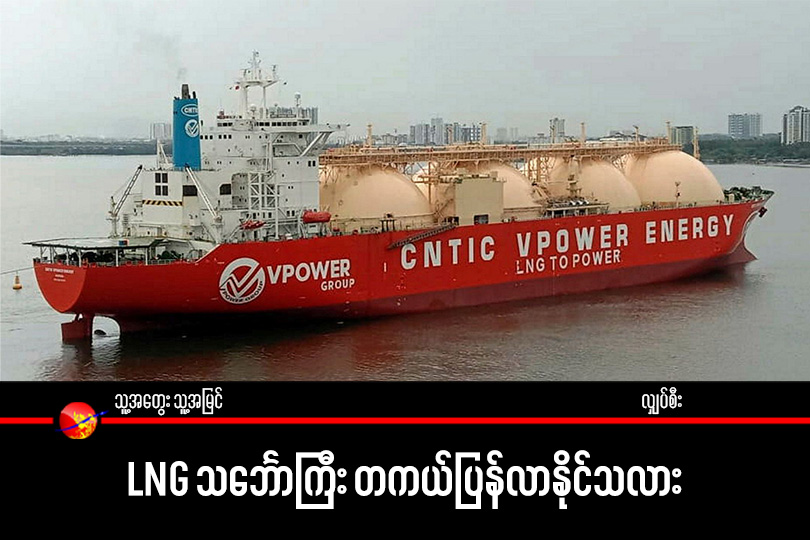 CNTIC
VPOWER
GROUP
CNTIC VPOWER ENERGY
LNG TO POWER
သူ့အတွေး သူ့အမြင်
လျှပ်စီး
LNG သင်္ဘောကြီး တကယ်ပြန်လာနိုင်သလား